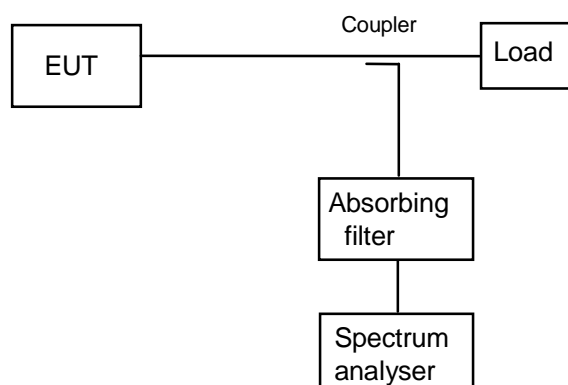 Coupler
EUT
Load
Absorbing
filter
Spectrum
analyser